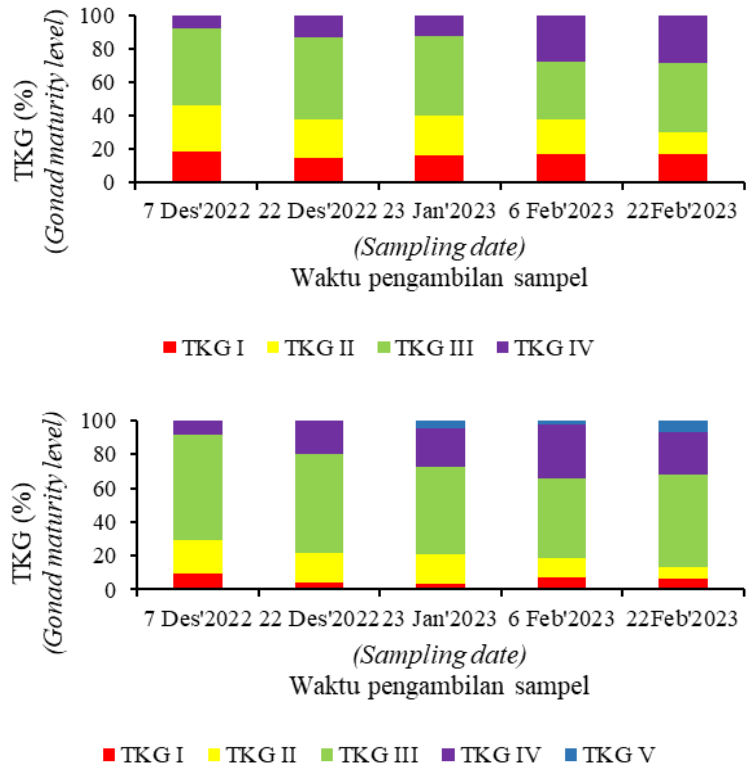 100
80
60
40
20
0
TKG (%)
(Gonad maturity level)
7 Des'2022 22 Des'2022 23 Jan'2023 6 Feb'2023 22Feb'2023
(Sampling date)
Waktu pengambilan sampel
TKG I TKG II TKG III TKG IV
100
80
60
40
20
0
TKG (%)
(Gonad maturity level)
7 Des'2022 22 Des'2022 23 Jan'2023 6 Feb'2023 22Feb'2023
(Sampling date)
Waktu pengambilan sampel
TKG I TKG II TKG III TKG IV TKG V